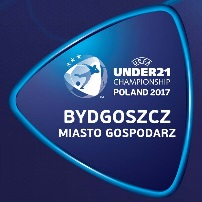 UEFA
UNDER21
CHAMPIONSHIP
POLAND 2017
BYDGOSZCZ
MIASTO GOSPODARZ